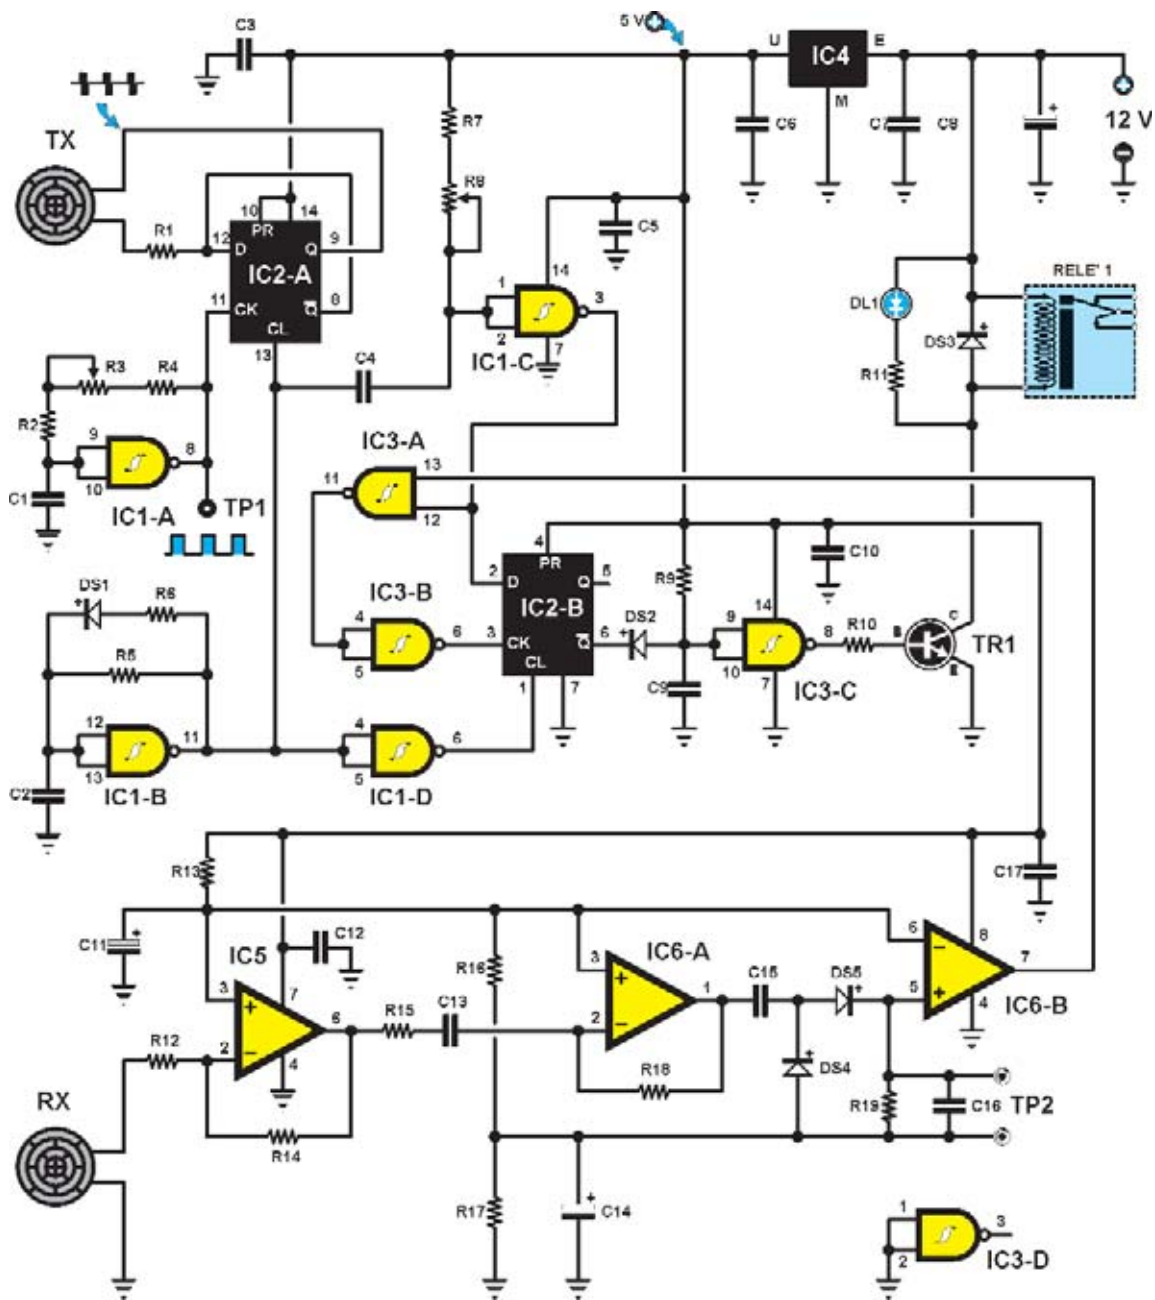 C3
5 V
U
IC4
E
M
C6
C7
C8
12 V
TX
R7
R8
R1
10
14
PR
12
D
Q
9
IC2-A
11
CK
Q
8
CL
13
C5
14
1
2
3
7
IC1-C
C4
RELE' 1
DL1
DS3
R11
R3
R4
R2
9
10
8
C1
IC1-A
TP1
IC3-A
11
13
12
4
PR
2
D
Q
5
IC2-B
3
CK
Q
6
CL
1
7
C10
R9
DS2
C9
14
9
10
8
7
IC3-C
R10
B
C
E
TR1
DS1
R6
R5
IC3-B
4
5
6
12
13
11
C2
IC1-B
4
5
6
IC1-D
R13
C17
C11
IC5
C12
3
2
7
6
4
R12
R14
RX
R15
C13
R16
IC6-A
3
2
1
R18
C15
DS5
DS4
6
5
8
7
4
IC6-B
R19
C16
TP2
R17
C14
1
2
3
IC3-D